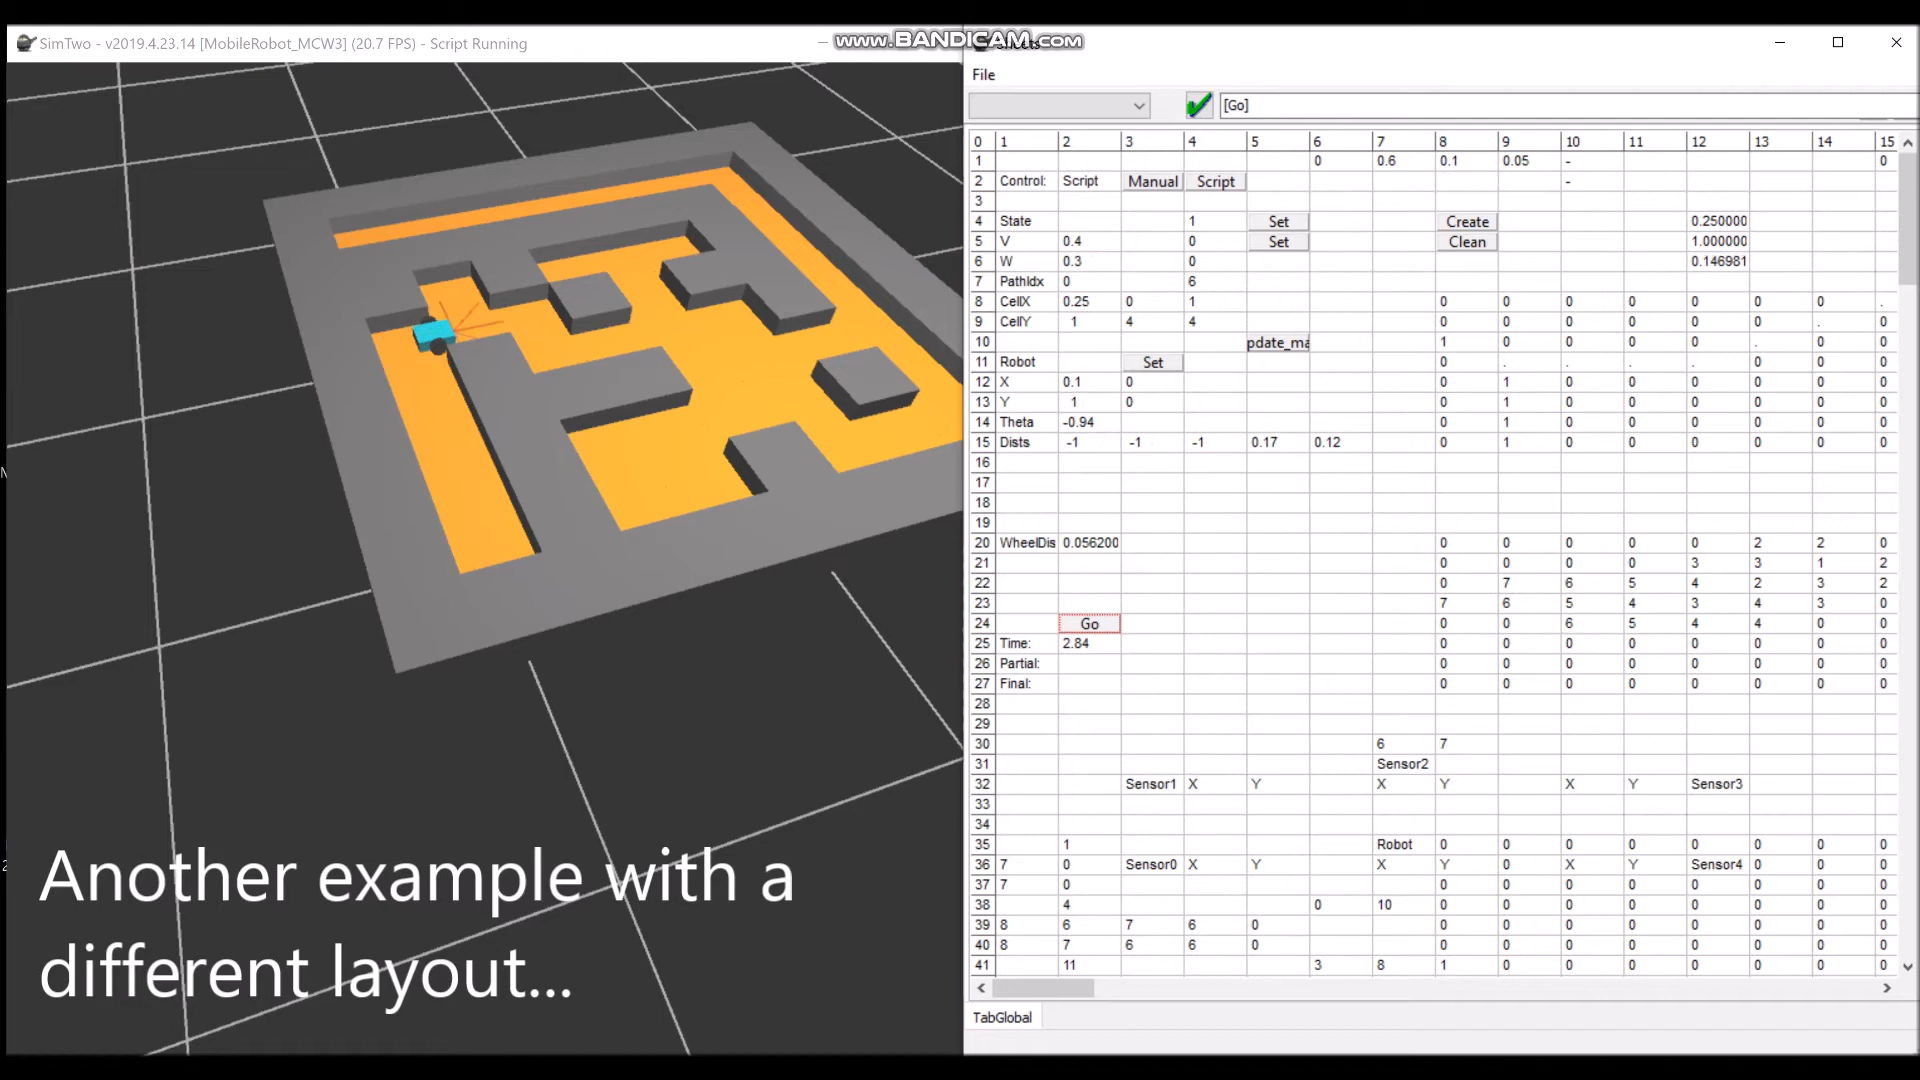 SimTwo - v2019.4.23.14 [MobileRobot_MCW3] (20.7 FPS) - Script Running
www.BANDICAM.com
File
[Go]
0 1 2 3 4 5 6 7 8 9 10 11 12 13 14 15
1 0 0.6 0.1 0.05 - 0
2 Control: Script Manual Script -
3
4 State 1 Set Create 0.250000
5 V 0.4 0 Set Clean 1.000000
6 W 0.3 0 0.146981
7 PathIdx 0 6
8 CellX 0.25 0 1 0 0 0 0 0 0 0 .
9 CellY 1 4 4 0 0 0 0 0 0 . 0
10 pdate_ma 1 0 0 0 0 . 0 0
11 Robot Set 0 . . . . 0 0 0
12 X 0.1 0 0 1 0 0 0 0 0 0
13 Y 1 0 0 1 0 0 0 0 0 0
14 Theta -0.94 0 1 0 0 0 0 0 0
15 Dists -1 -1 -1 0.17 0.12 0 1 0 0 0 0 0 0
16
17
18
19
20 WheelDis 0.056200 0 0 0 0 0 2 2 0
21 0 0 0 0 3 3 1 2
22 0 7 6 5 4 2 3 2
23 7 6 5 4 3 4 3 0
24 Go 0 0 6 5 4 4 0 0
25 Time: 2.84 0 0 0 0 0 0 0 0
26 Partial: 0 0 0 0 0 0 0 0
27 Final: 0 0 0 0 0 0 0 0
28
29
30 6 7
31 Sensor2
32 Sensor1 X Y X Y X Y Sensor3
33
34
35 1 Robot 0 0 0 0 0 0 0 0
36 7 0 Sensor0 X Y X Y 0 X Y Sensor4 0 0 0
37 7 0 0 0 0 0 0 0 0 0
38 4 0 10 0 0 0 0 0 0 0 0
39 8 6 7 6 0 0 0 0 0 0 0 0 0
40 8 7 6 6 0 0 0 0 0 0 0 0 0
41 11 3 8 1 0 0 0 0 0 0 0
TabGlobal
Another example with a
different layout...